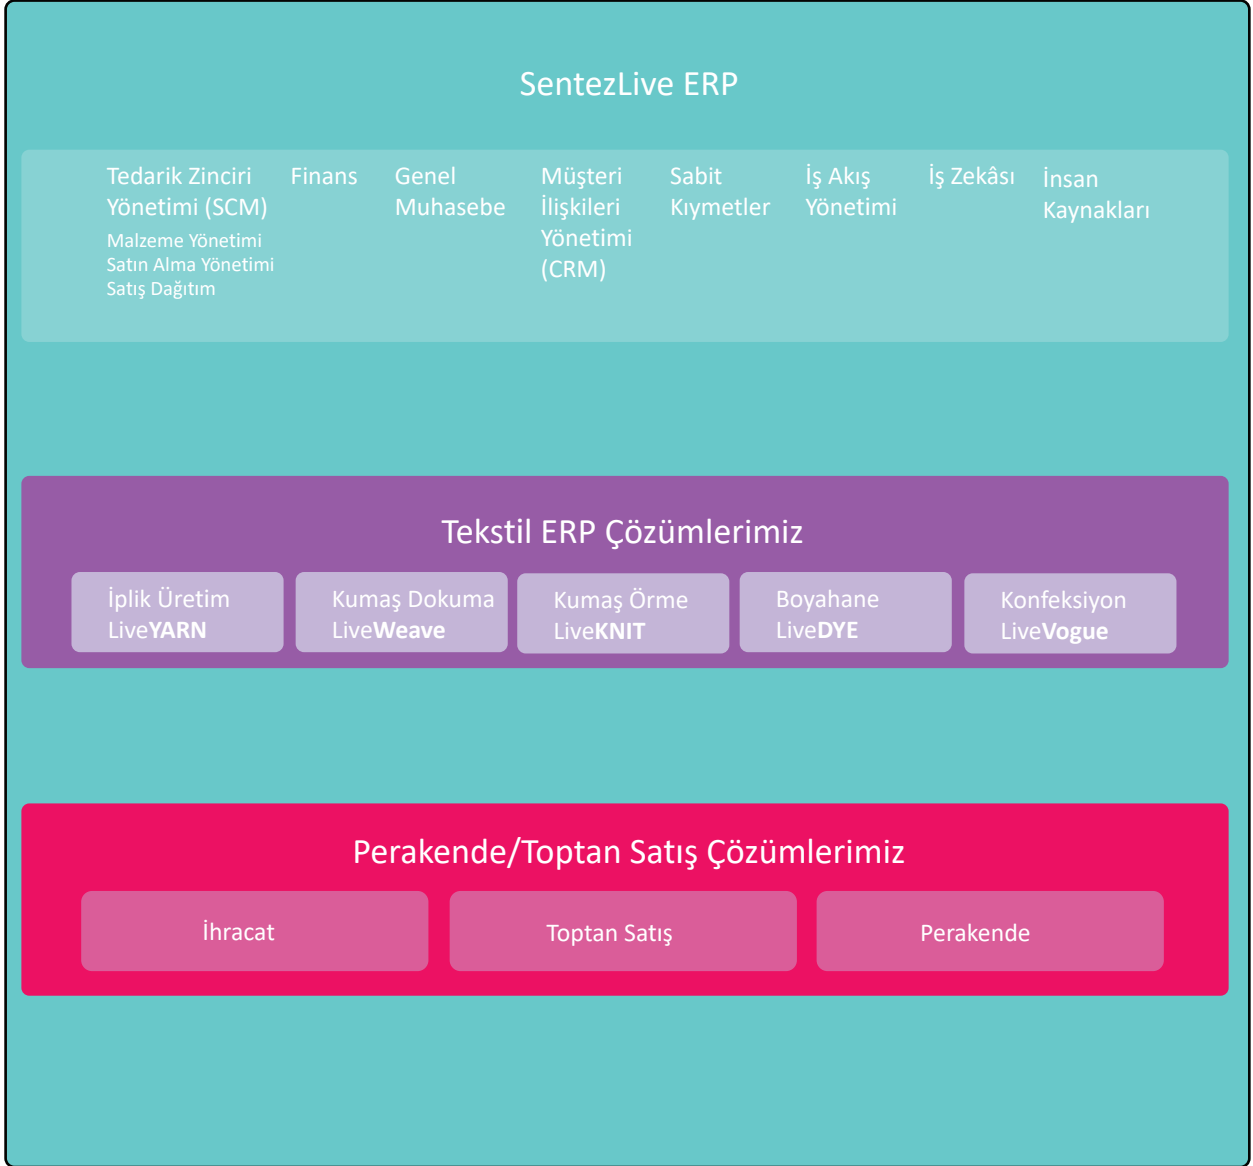 SentezLive ERP
Tedarik Zinciri
Yönetimi (SCM)
Malzeme Yönetimi
Satın Alma Yönetimi
Satış Dağıtım
Finans
Genel
Muhasebe
Müşteri
İlişkileri
Yönetimi
(CRM)
Sabit
Kıymetler
İş Akış
Yönetimi
İş Zekâsı
İnsan
Kaynakları
Tekstil ERP Çözümlerimiz
İplik Üretim
LiveYARN
Kumaş Dokuma
LiveWeave
Kumaş Örme
LiveKNIT
Boyahane
LiveDYE
Konfeksiyon
LiveVogue
Perakende/Toptan Satış Çözümlerimiz
İhracat
Toptan Satış
Perakende